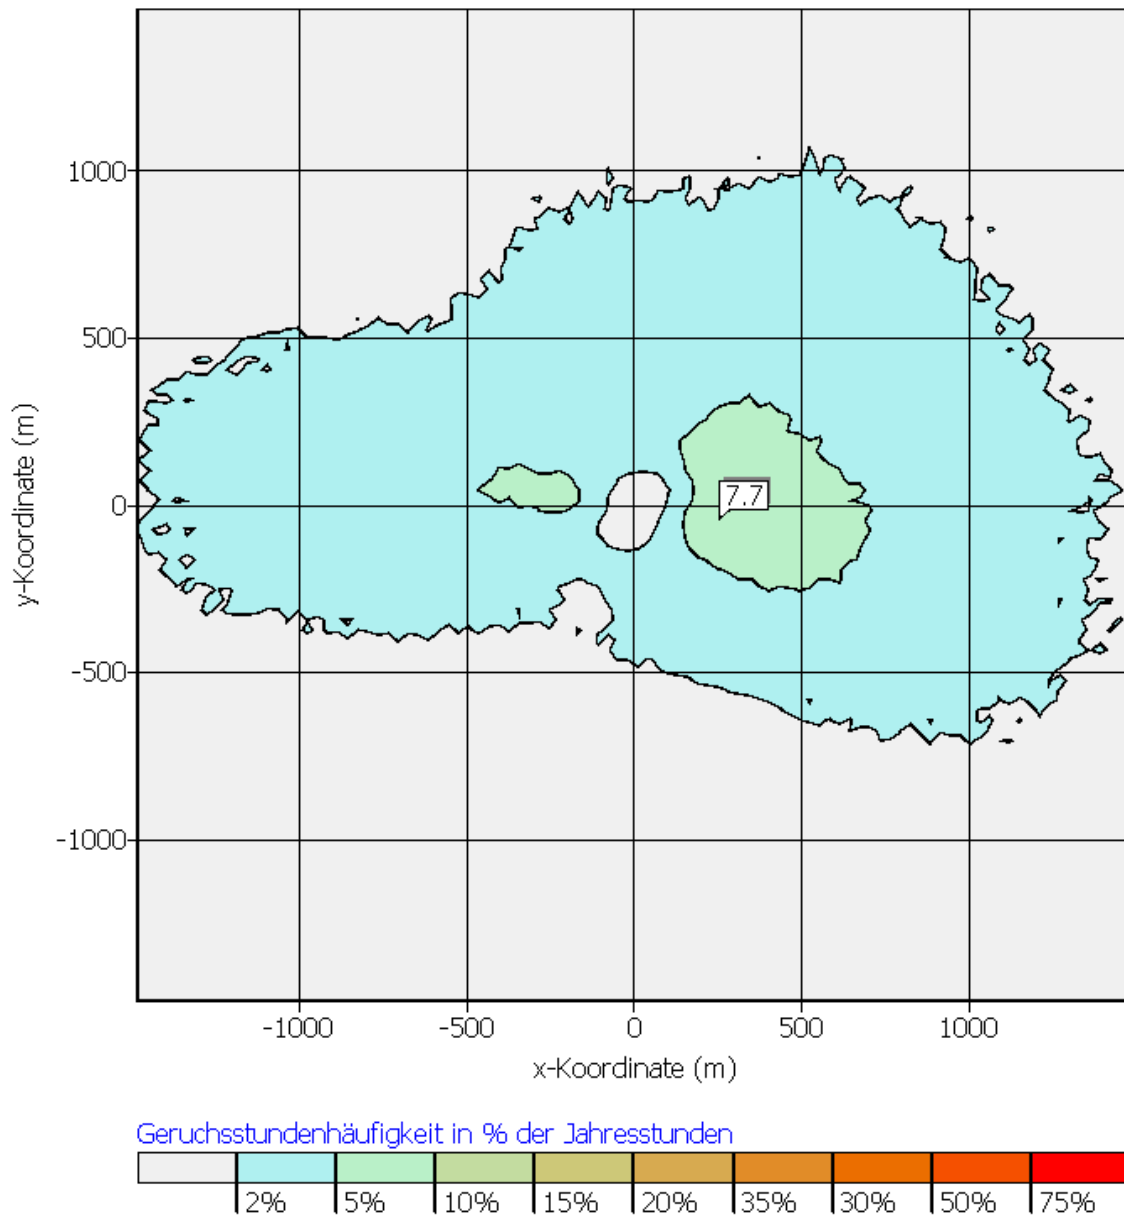 1000
500
0
-500
-1000
y-Koordinate (m)
7.7
-1000 -500 0 500 1000
x-Koordinate (m)
Geruchsstundenhäufigkeit in % der Jahresstunden
2% 5% 10% 15% 20% 35% 30% 50% 75%